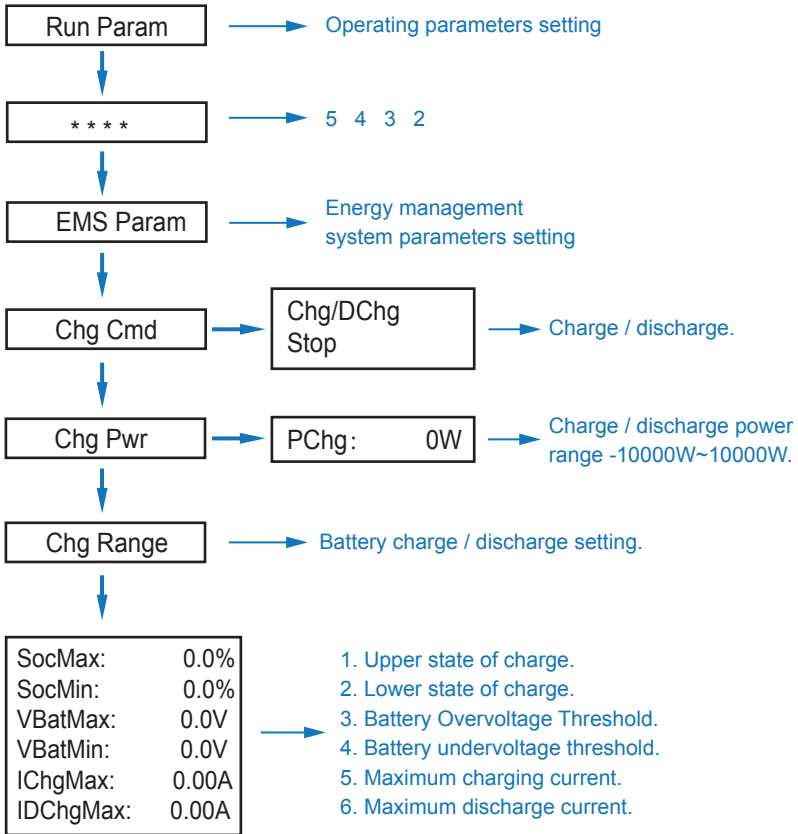 Run Param
Operating parameters setting
* * * *
5 4 3 2
EMS Param
Energy management
system parameters setting
Chg Cmd
Chg/DChg
Stop
Charge / discharge.
Chg Pwr
PChg: 0W
Charge / discharge power
range -10000W~10000W.
Chg Range
Battery charge / discharge setting.
SocMax: 0.0%
SocMin: 0.0%
VBatMax: 0.0V
VBatMin: 0.0V
IChgMax: 0.00A
IDChgMax: 0.00A
1. Upper state of charge.
2. Lower state of charge.
3. Battery Overvoltage Threshold.
4. Battery undervoltage threshold.
5. Maximum charging current.
6. Maximum discharge current.